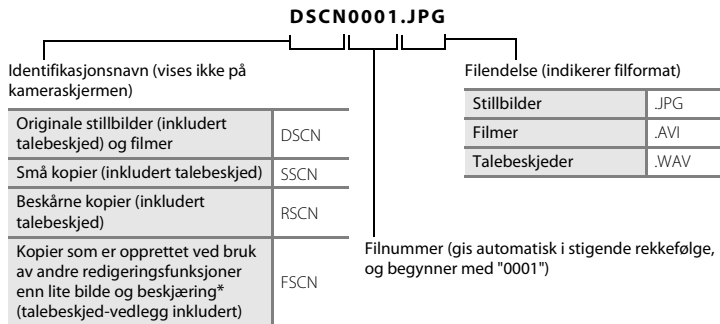 DSCN0001.JPG
Identifikasjonsnavn (vises ikke på
kameraskjermen)
Originale stillbilder (inkludert
talebeskjed) og filmer
DSCN
Små kopier (inkludert talebeskjed)
SSCN
Beskårne kopier (inkludert
talebeskjed)
RSCN
Kopier som er opprettet ved bruk
av andre redigeringsfunksjoner
enn lite bilde og beskjæring*
(talebeskjed-vedlegg inkludert)
FSCN
Filendelse (indikerer filformat)
Stillbilder
.JPG
Filmer
.AVI
Talebeskjeder
.WAV
Filnummer (gis automatisk i stigende rekkefølge,
og begynner med "0001")